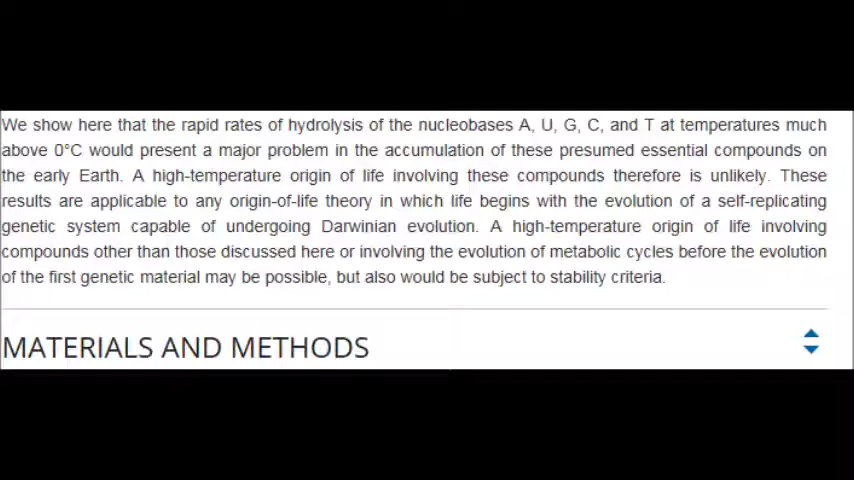 We show here that the rapid rates of hydrolysis of the nucleobases A, U, G, C, and T at temperatures much
above 0°C would present a major problem in the accumulation of these presumed essential compounds on
the early Earth. A high-temperature origin of life involving these compounds therefore is unlikely. These
results are applicable to any origin-of-life theory in which life begins with the evolution of a self-replicating
genetic system capable of undergoing Darwinian evolution. A high-temperature origin of life involving
compounds other than those discussed here or involving the evolution of metabolic cycles before the evolution
of the first genetic material may be possible, but also would be subject to stability criteria.
MATERIALS AND METHODS